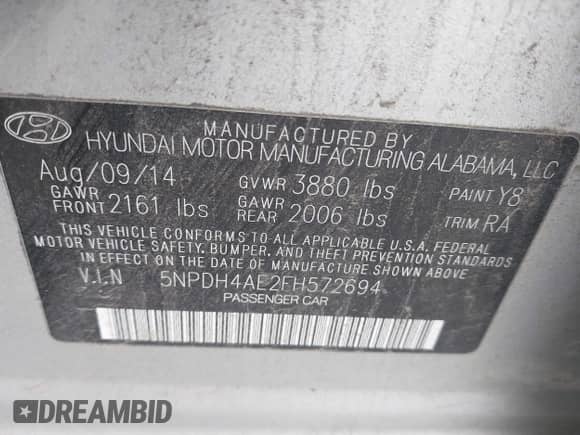 MANUFACTURED BY
HYUNDAI MOTOR MANUFACTURING ALABAMA, LLC
Aug/09/14 GVWR 3880 lbs PAINT Y8
GAWR FRONT 2161 lbs GAWR REAR 2006 lbs TRIM RA
THIS VEHICLE CONFORMS TO ALL APPLICABLE U.S.A. FEDERAL
MOTOR VEHICLE SAFETY, BUMPER, AND THEFT PREVENTION STANDARDS
IN EFFECT ON THE DATE OF MANUFACTURE SHOWN ABOVE.
V.I.N 5NPDH4AE2FH572694
PASSENGER CAR
DREAMBID